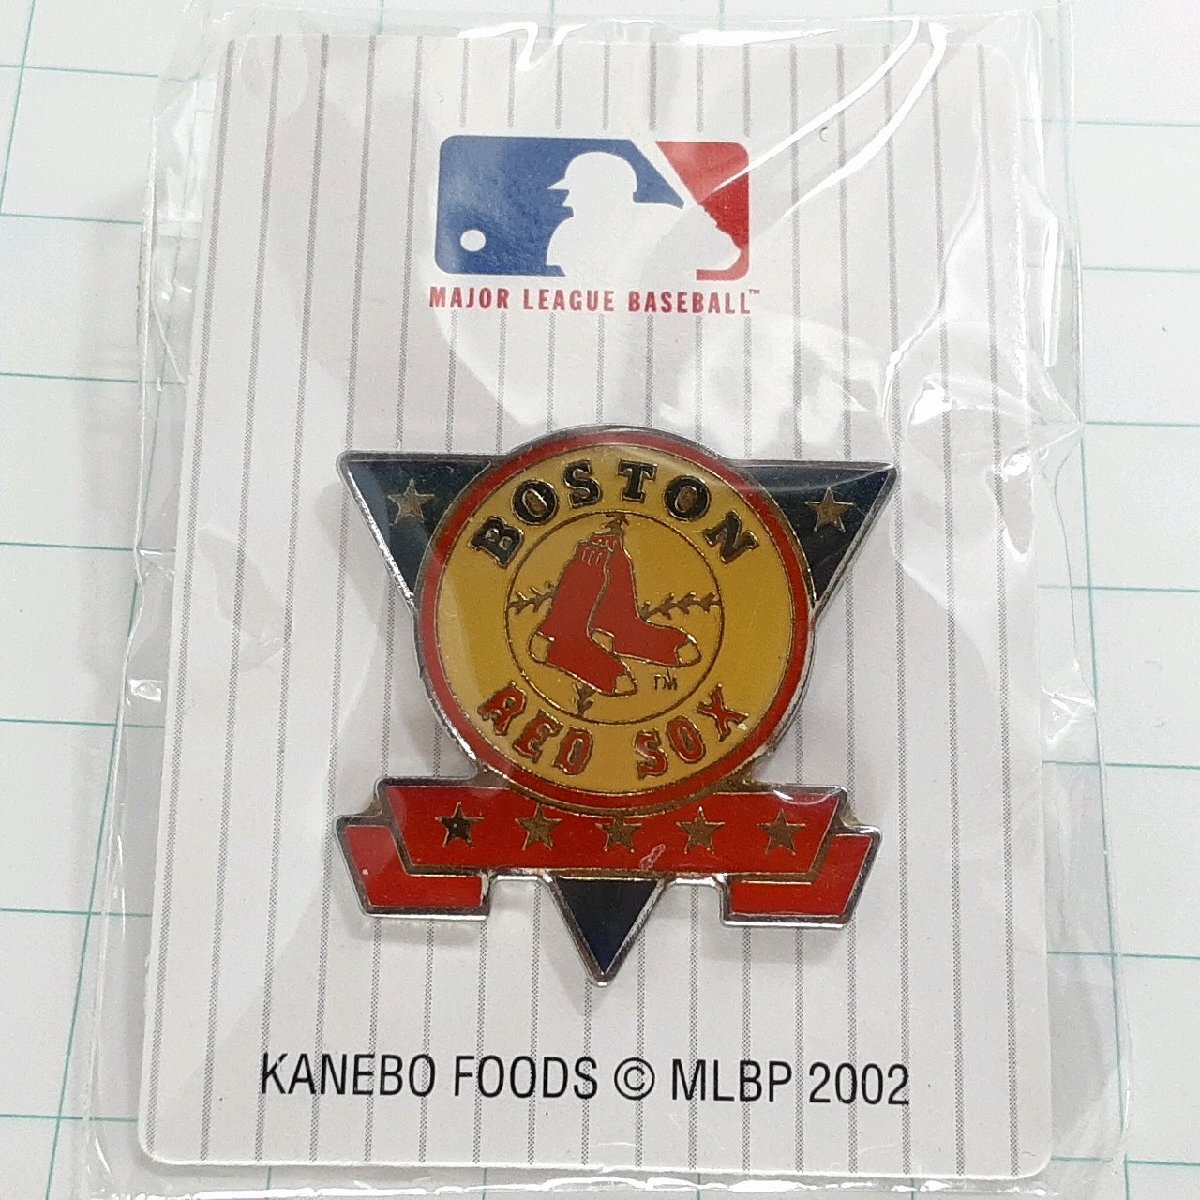 MAJOR LEAGUE BASEBALL™
BOSTON
TM
RED SOX
KANEBO FOODS © MLBP 2002